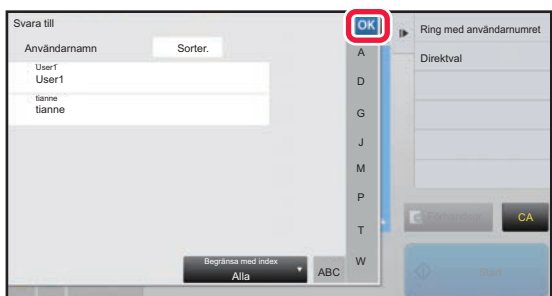 Svara till
OK
Användarnamn
Sorter.
User1
User1
tianne
tianne
A
D
G
J
M
P
T
W
Begränsa med index
Alla
ABC
Ring med användarnumret
Direktval
CA
Start